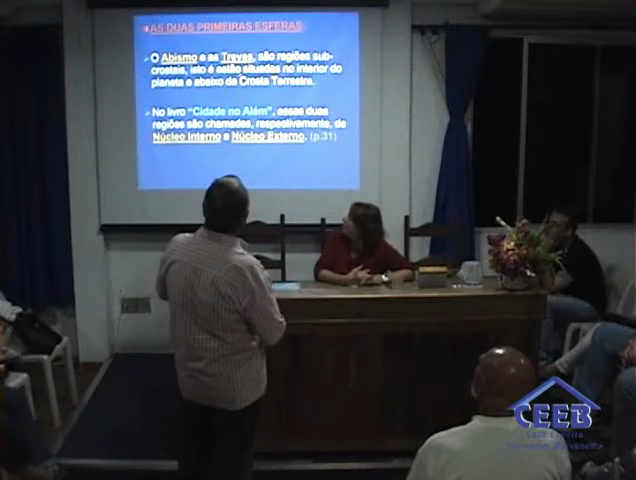 AS DUAS PRIMEIRAS ESFERAS
O Abismo e as Trevas, são regiões sub-
crostais, isto é estão situadas no interior do
planeta e abaixo da Crosta Terrestre.
No livro “Cidade no Além”, essas duas
regiões são chamadas, respectivamente, de
Núcleo Interno e Núcleo Externo. (p.31)
CEEB
Casa Espírita